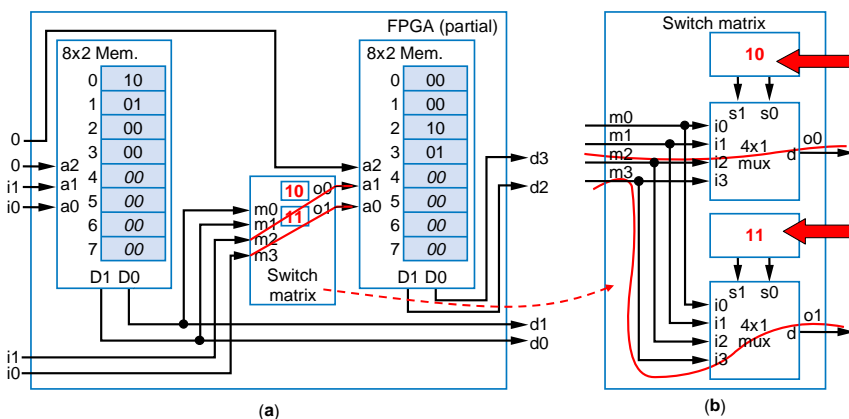 FPGA (partial)
8x2 Mem.
0 10
1 01
2 00
3 00
4 00
5 00
6 00
7 00
0
0
i1
i0
a2
a1
a0
D1 D0
m0
m1
m2
m3
10
11
o0
o1
Switch
matrix
8x2 Mem.
0 00
1 00
2 10
3 01
4 00
5 00
6 00
7 00
a2
a1
a0
D1 D0
d3
d2
d1
d0
i1
i0
(a)
Switch matrix
10
s1 s0
m0
m1
m2
m3
i0
i1
i2
i3
4x1
mux
d
o0
11
s1 s0
i0
i1
i2
i3
4x1
mux
d
o1
(b)